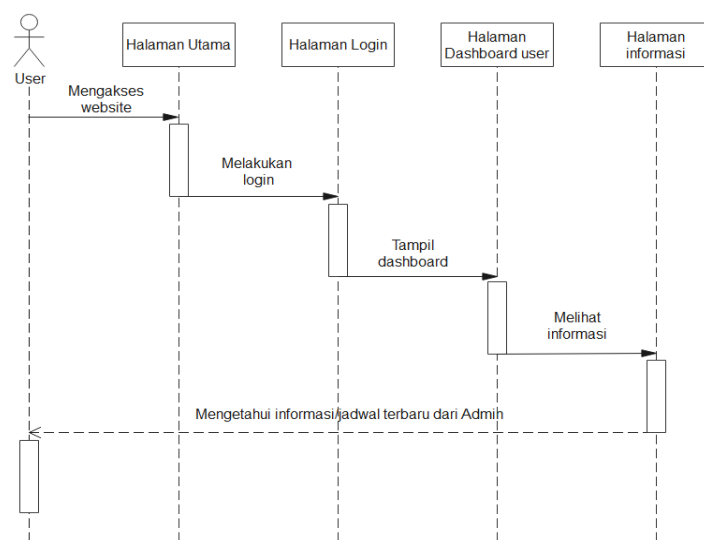 User
Halaman Utama
Halaman Login
Halaman
Dashboard user
Halaman
informasi
Mengakses
website
Melakukan
login
Tampil
dashboard
Melihat
informasi
Mengetahui informasi/jadwal terbaru dari Admin